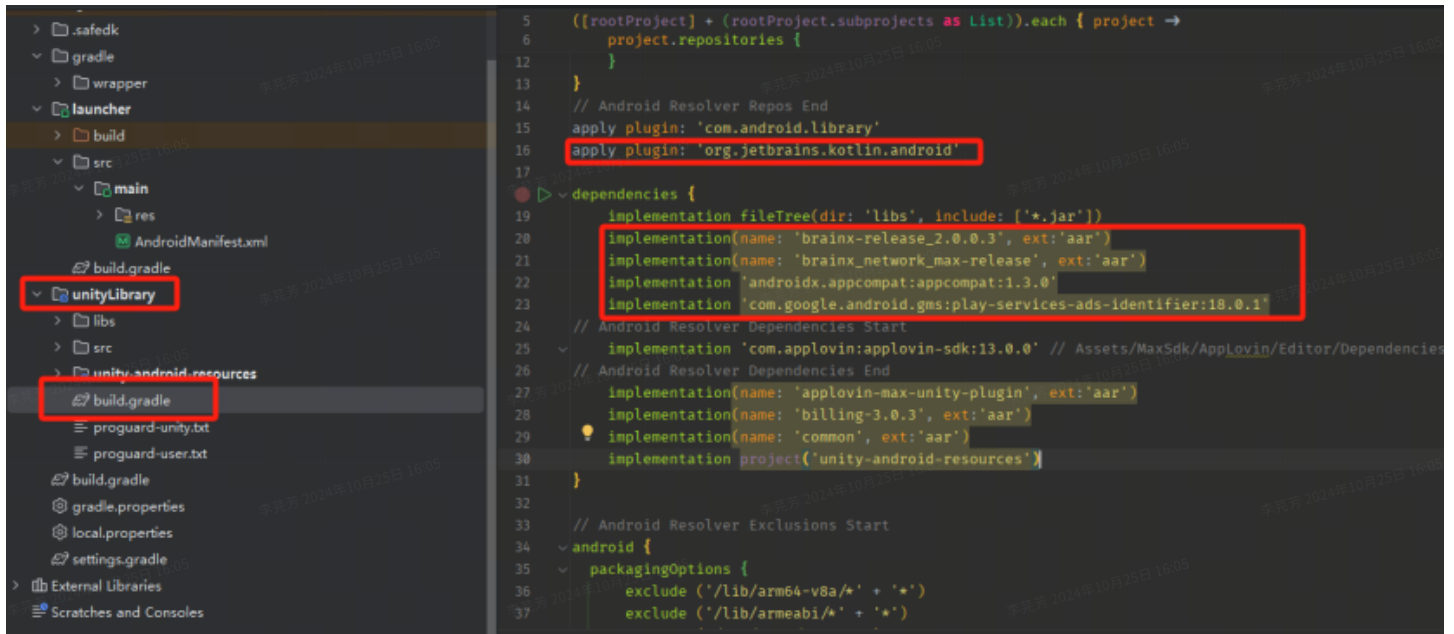 .safedk
gradle
wrapper
launcher
build
src
main
res
AndroidManifest.xml
build.gradle
unityLibrary
libs
src
unity-android-resources
build.gradle
proguard-unity.txt
proguard-user.txt
build.gradle
gradle.properties
local.properties
settings.gradle
External Libraries
Scratches and Consoles
5 ([rootProject] + (rootProject.subprojects as List)).each { project →
6 project.repositories {
12 }
13 }
14 // Android Resolver Repos End
15 apply plugin: 'com.android.library'
16 apply plugin: 'org.jetbrains.kotlin.android'
17
dependencies {
19 implementation fileTree(dir: 'libs', include: ['*.jar'])
20 implementation(name: 'brainx-release_2.0.0.3', ext:'aar')
21 implementation(name: 'brainx_network_max-release', ext:'aar')
22 implementation 'androidx.appcompat:appcompat:1.3.0'
23 implementation 'com.google.android.gms:play-services-ads-identifier:18.0.1'
24 // Android Resolver Dependencies Start
25 implementation 'com.applovin:applovin-sdk:13.0.0' // Assets/MaxSdk/AppLovin/Editor/Dependencies
26 // Android Resolver Dependencies End
27 implementation(name: 'applovin-max-unity-plugin', ext:'aar')
28 implementation(name: 'billing-3.0.3', ext:'aar')
29 implementation(name: 'common', ext:'aar')
30 implementation project('unity-android-resources')
31 }
32
33 // Android Resolver Exclusions Start
34 android {
35 packagingOptions {
36 exclude ('/lib/arm64-v8a/*' + '*')
37 exclude ('/lib/armeabi/*' + '*')